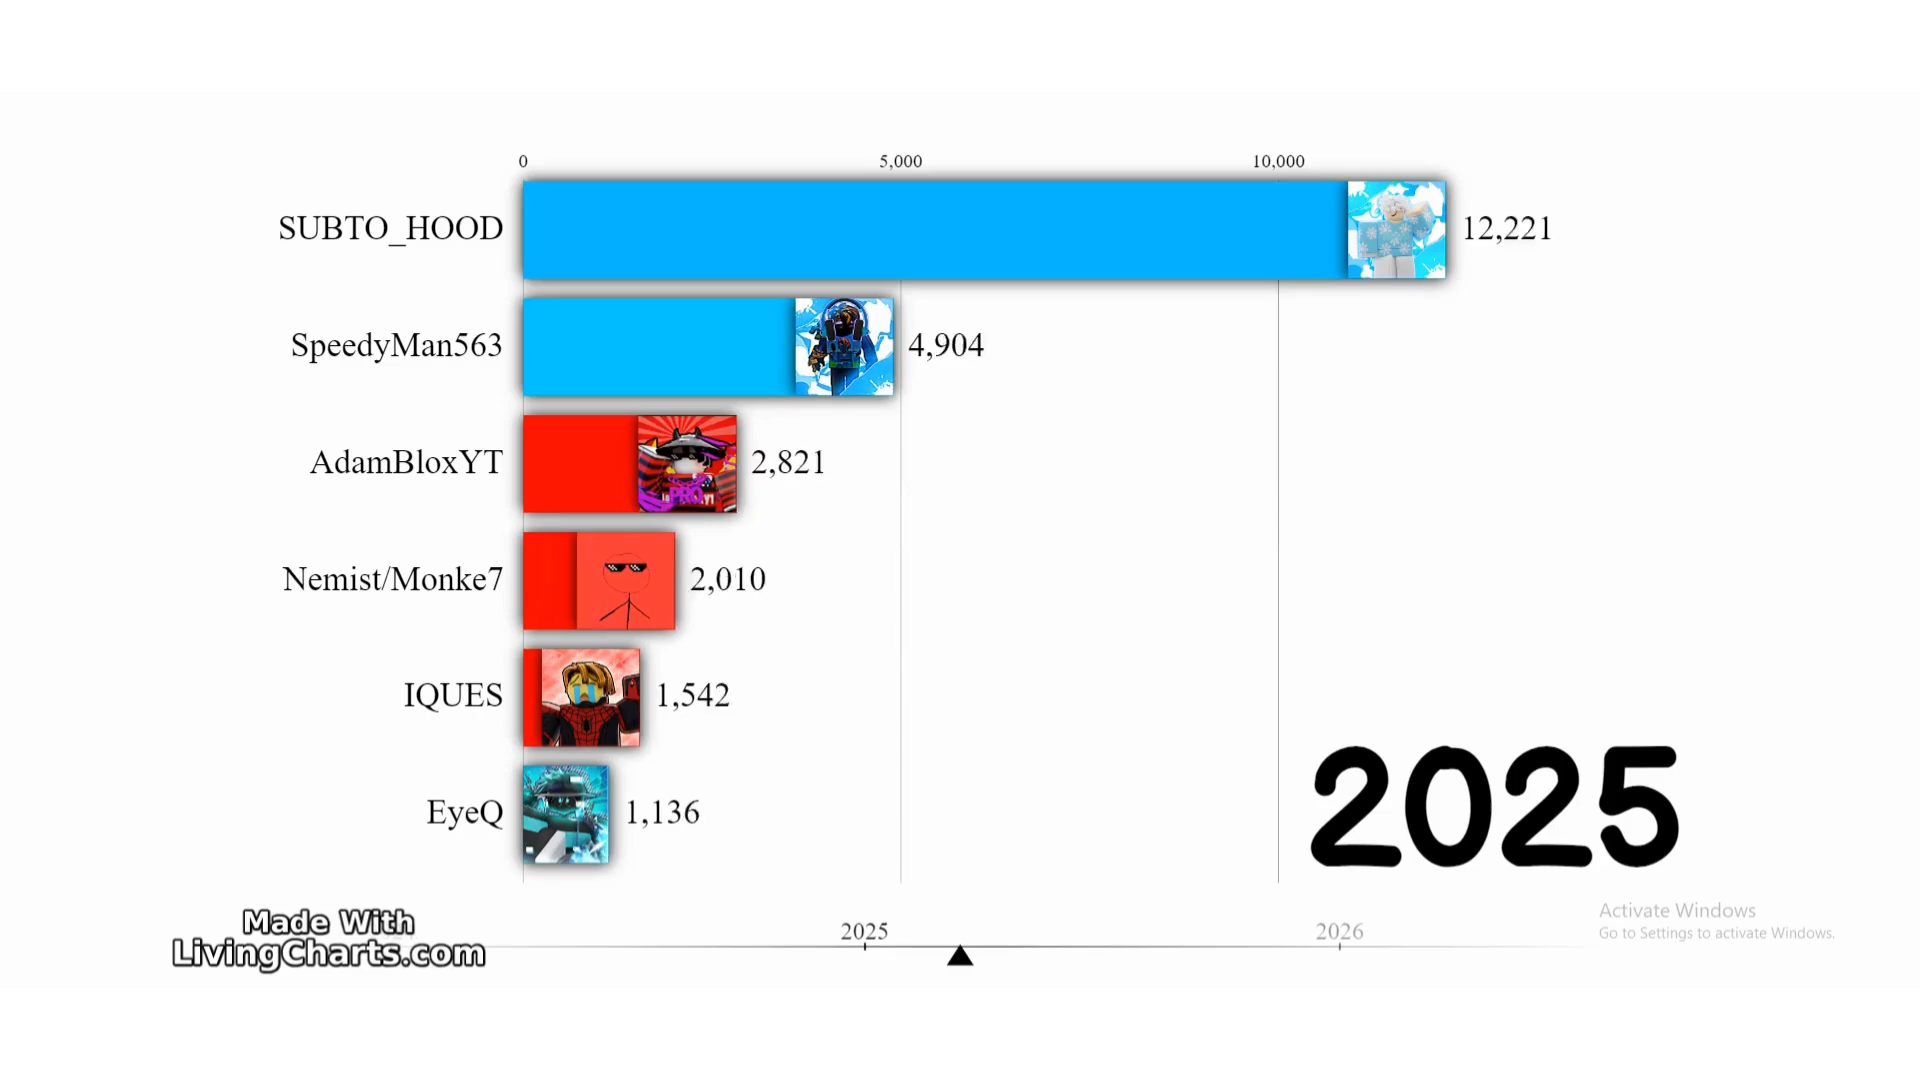 0 5,000 10,000
SUBTO_HOOD 12,221
SpeedyMan563 4,904
AdamBloxYT 2,821
PRO
Nemist/Monke7 2,010
IQUES 1,542
EyeQ 1,136
2025
Made With
LivingCharts.com
2025 2026
Activate Windows
Go to Settings to activate Windows.